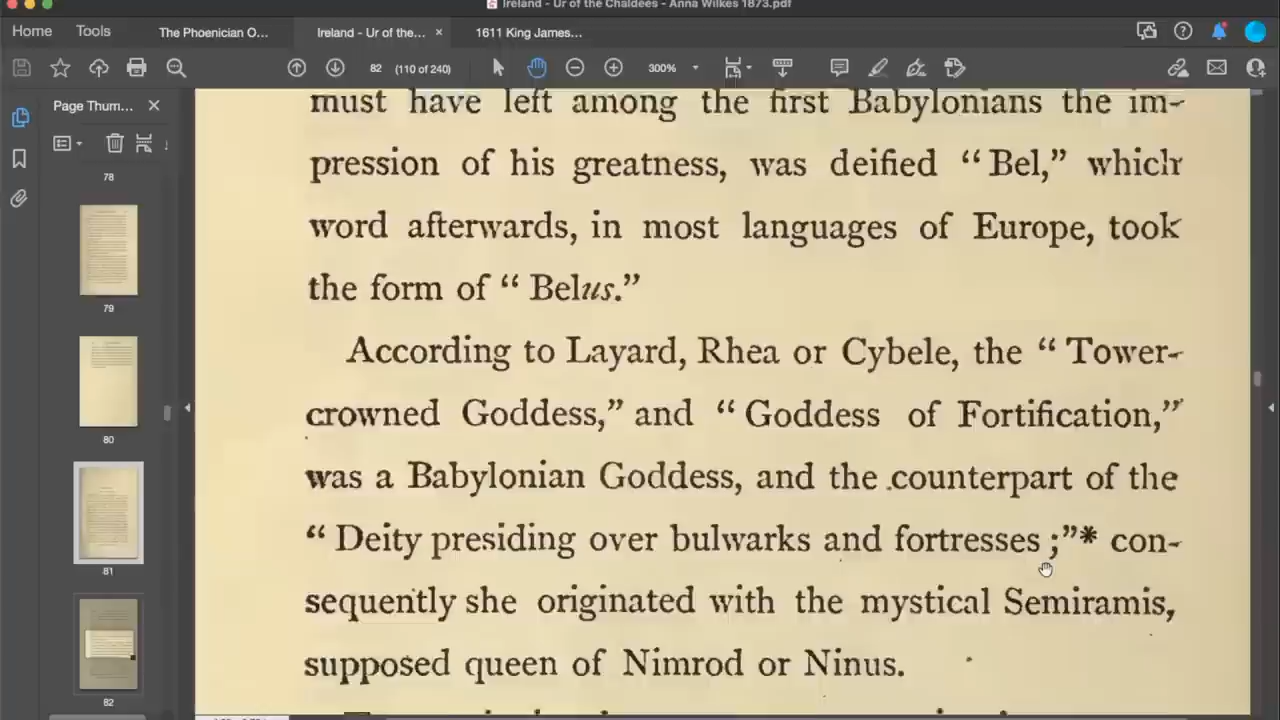 Ireland - Ur of the Chaldees - Anna Wilkes 1873.pdf
Home Tools The Phoenician O... Ireland - Ur of the... × 1611 King James...
82 (110 of 240) 300%
Page Thum... ×
78
79
80
81
82
must have left among the first Babylonians the im-
pression of his greatness, was deified “Bel,” which
word afterwards, in most languages of Europe, took
the form of “Belus.”
According to Layard, Rhea or Cybele, the “Tower-
crowned Goddess,” and “Goddess of Fortification,”
was a Babylonian Goddess, and the counterpart of the
“Deity presiding over bulwarks and fortresses;”* con-
sequently she originated with the mystical Semiramis,
supposed queen of Nimrod or Ninus.